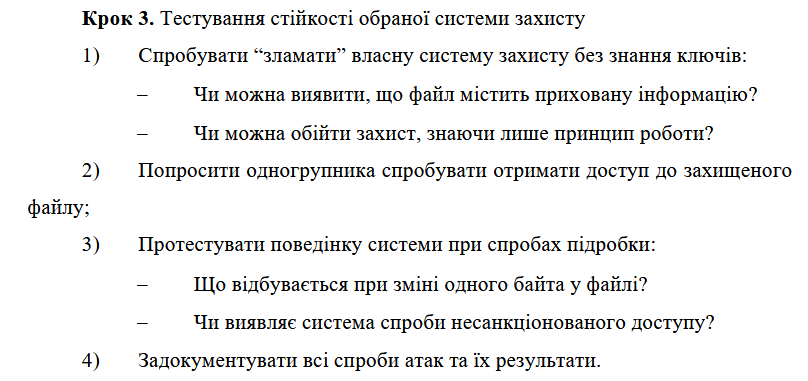 Крок 3. Тестування стійкості обраної системи захисту
1) Спробувати “зламати” власну систему захисту без знання ключів:
– Чи можна виявити, що файл містить приховану інформацію?
– Чи можна обійти захист, знаючи лише принцип роботи?
2) Попросити одногрупника спробувати отримати доступ до захищеного
файлу;
3) Протестувати поведінку системи при спробах підробки:
– Що відбувається при зміні одного байта у файлі?
– Чи виявляє система спроби несанкціонованого доступу?
4) Задокументувати всі спроби атак та їх результати.